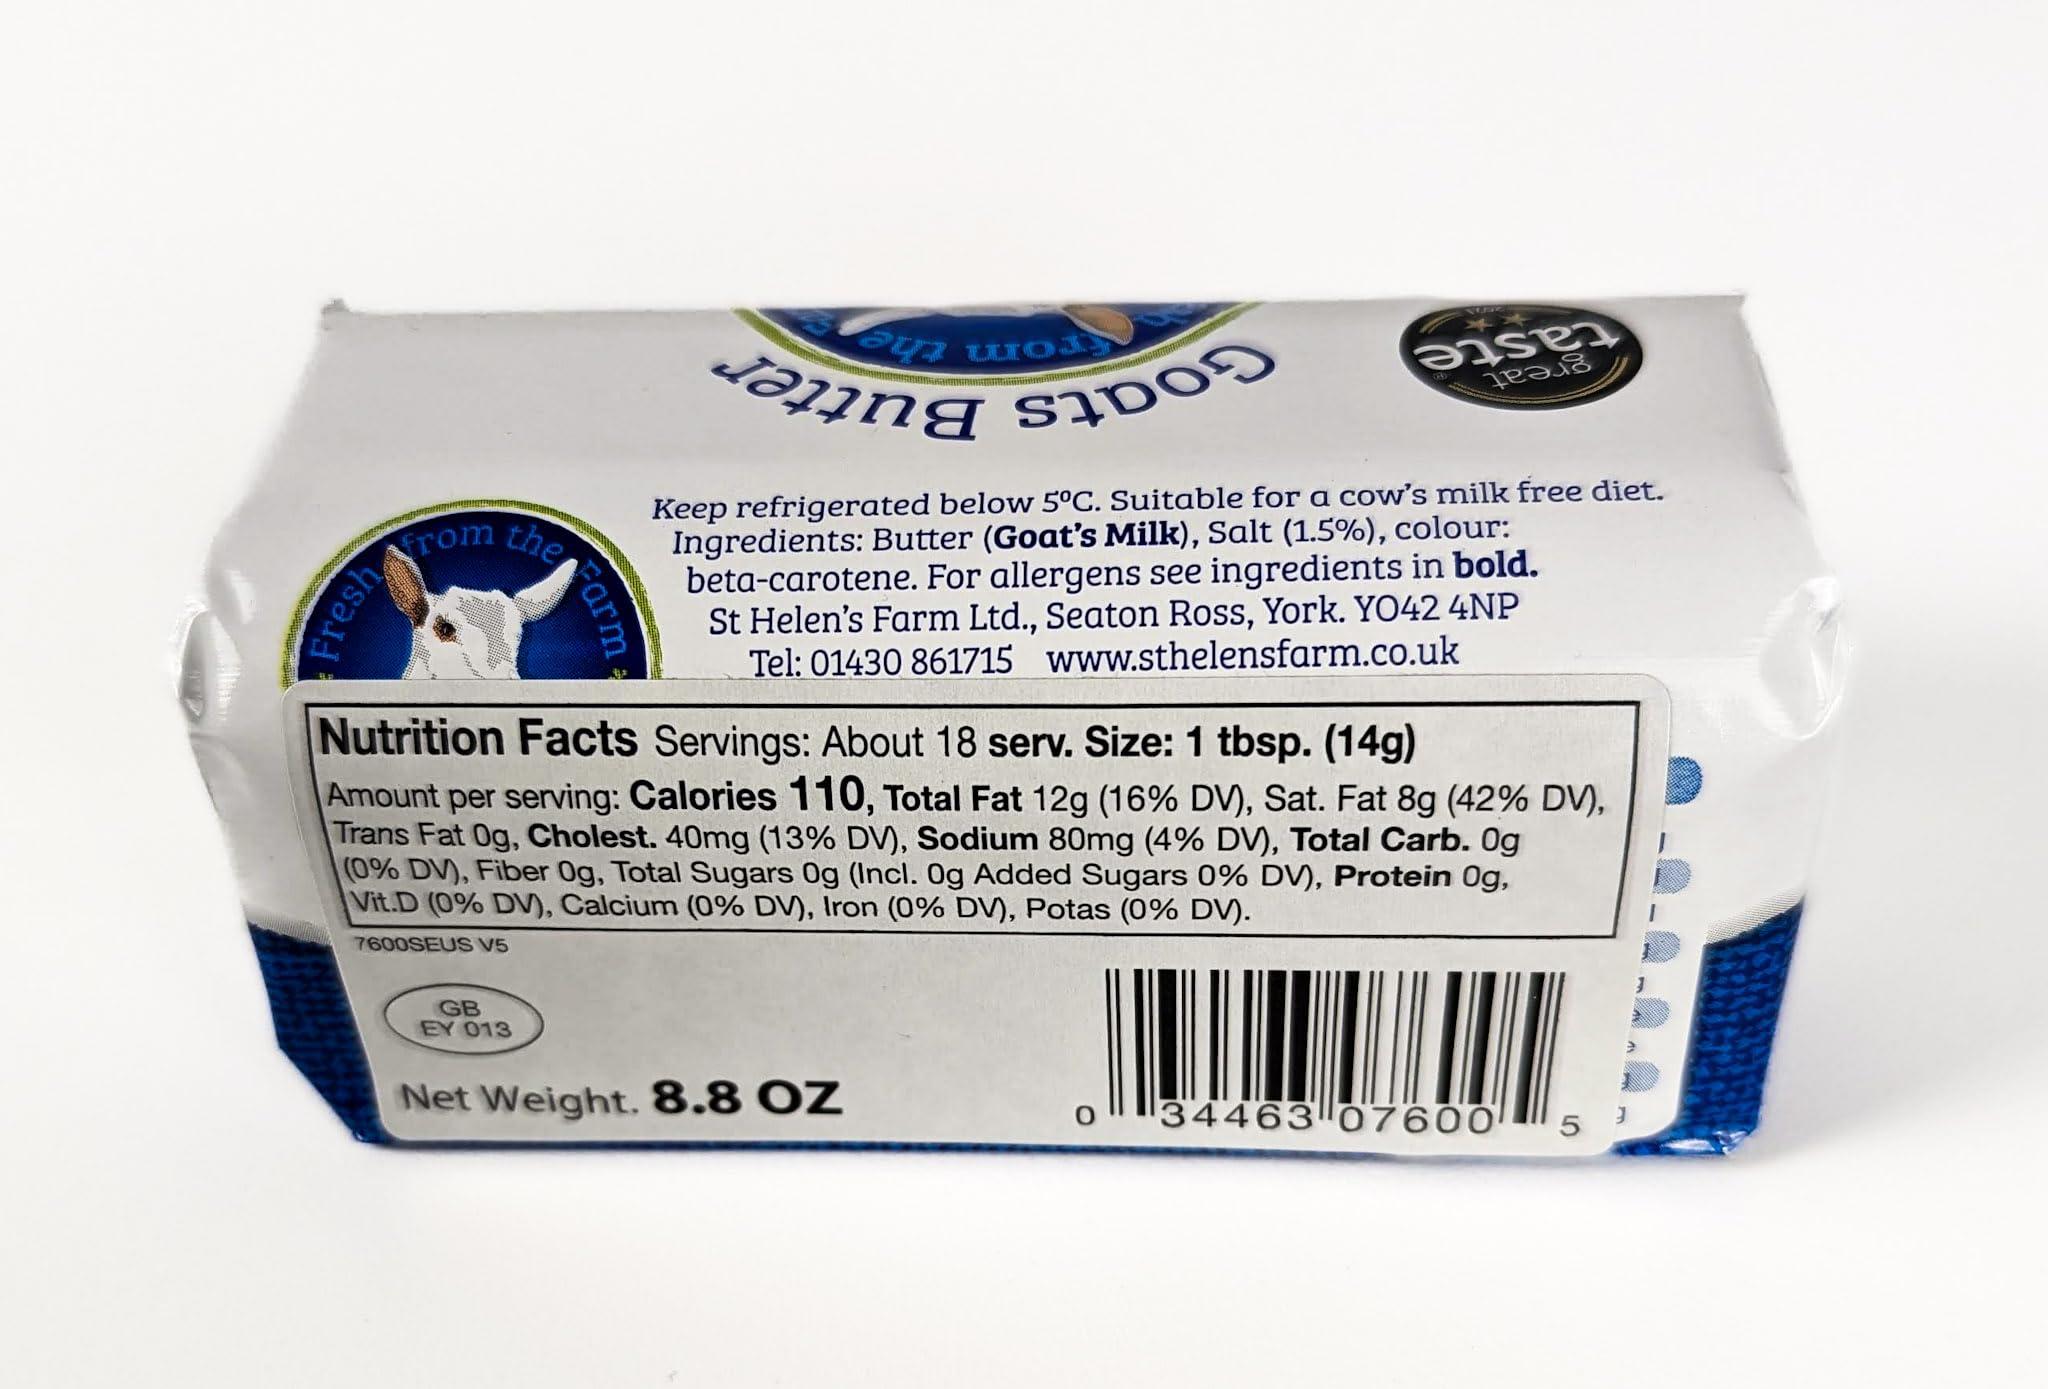 from the
Goats Butter
great
taste
2021
Fresh from the Farm
Keep refrigerated below 5ºC. Suitable for a cow's milk free diet.
Ingredients: Butter (Goat's Milk), Salt (1.5%), colour:
beta-carotene. For allergens see ingredients in bold.
St Helen's Farm Ltd., Seaton Ross, York. YO42 4NP
Tel: 01430 861715 www.sthelensfarm.co.uk
Nutrition Facts Servings: About 18 serv. Size: 1 tbsp. (14g)
Amount per serving: Calories 110, Total Fat 12g (16% DV), Sat. Fat 8g (42% DV),
Trans Fat 0g, Cholest. 40mg (13% DV), Sodium 80mg (4% DV), Total Carb. 0g
(0% DV), Fiber 0g, Total Sugars 0g (Incl. 0g Added Sugars 0% DV), Protein 0g,
Vit.D (0% DV), Calcium (0% DV), Iron (0% DV), Potas (0% DV).
7600SEUS V5
GB
EY 013
Net Weight. 8.8 OZ
0 34463 07600 5